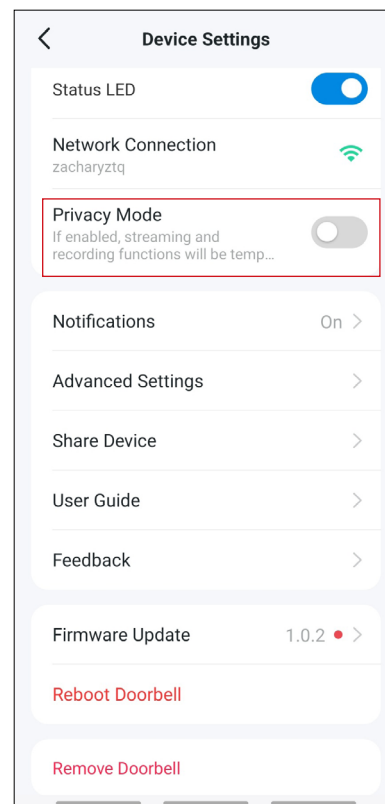 Device Settings
Status LED
Network Connection
zacharyztq
Privacy Mode
If enabled, streaming and
recording functions will be temp...
Notifications
On
Advanced Settings
Share Device
User Guide
Feedback
Firmware Update
1.0.2
Reboot Doorbell
Remove Doorbell